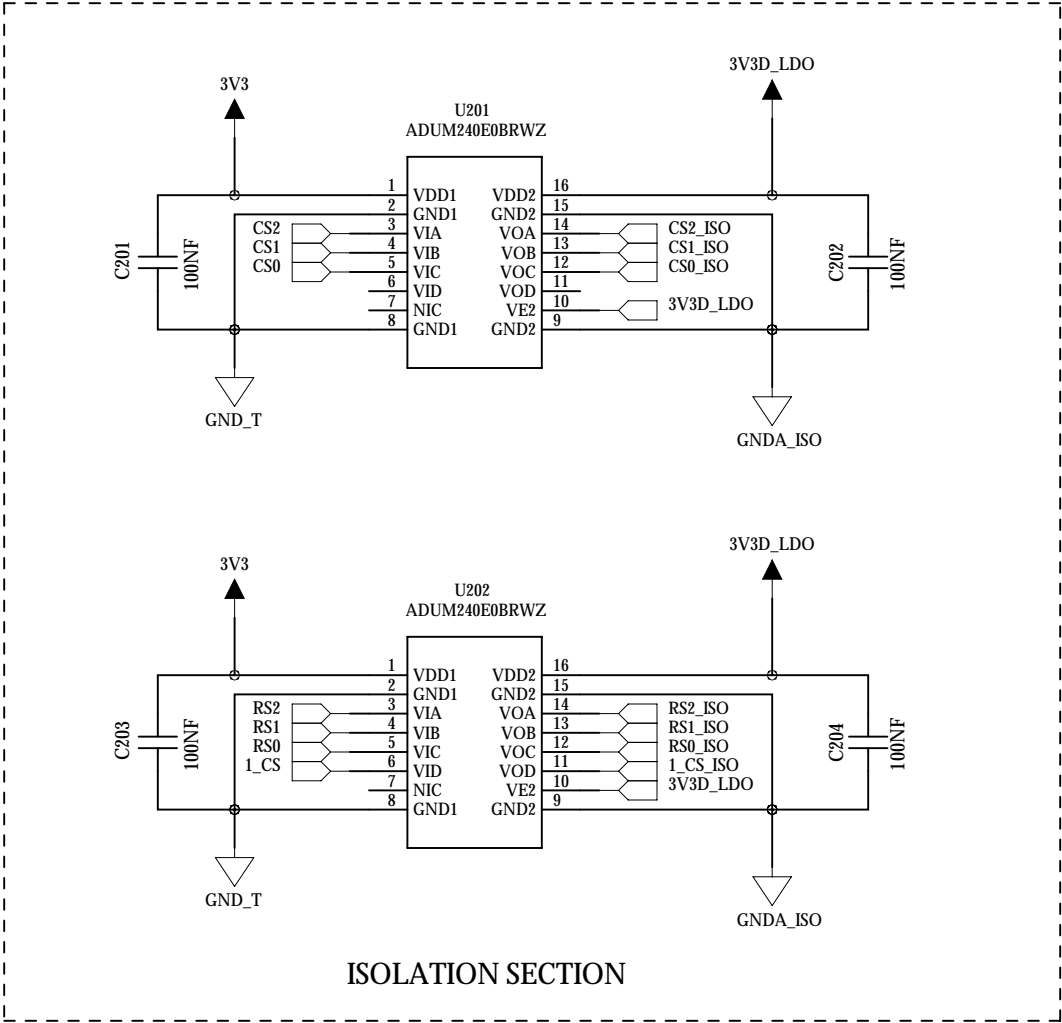 3V3
3V3D_LDO
U201
ADUM240E0BRWZ
1 VDD1 VDD2 16
2 GND1 GND2 15
CS2 3 VIA VOA 14 CS2_ISO
CS1 4 VIB VOB 13 CS1_ISO
CS0 5 VIC VOC 12 CS0_ISO
6 VID VOD 11
7 NIC VE2 10 3V3D_LDO
8 GND1 GND2 9
C201
100NF
C202
100NF
GND_T
GNDA_ISO
3V3
3V3D_LDO
U202
ADUM240E0BRWZ
1 VDD1 VDD2 16
2 GND1 GND2 15
RS2 3 VIA VOA 14 RS2_ISO
RS1 4 VIB VOB 13 RS1_ISO
RS0 5 VIC VOC 12 RS0_ISO
1_CS 6 VID VOD 11 1_CS_ISO
7 NIC VE2 10 3V3D_LDO
8 GND1 GND2 9
C203
100NF
C204
100NF
GND_T
GNDA_ISO
ISOLATION SECTION